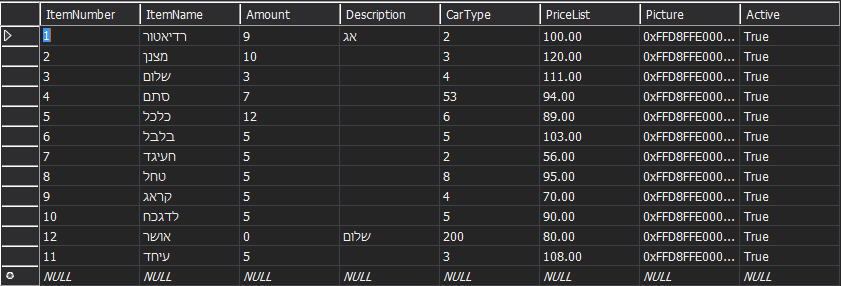 ItemNumber ItemName Amount Description CarType PriceList Picture Active
1 רדיאטור 9 אג 2 100.00 0xFFD8FFE000... True
2 מצנן 10 3 120.00 0xFFD8FFE000... True
3 שלום 3 4 111.00 0xFFD8FFE000... True
4 סתם 7 53 94.00 0xFFD8FFE000... True
5 כלכל 12 6 89.00 0xFFD8FFE000... True
6 בלבל 5 5 103.00 0xFFD8FFE000... True
7 חעיגד 5 2 56.00 0xFFD8FFE000... True
8 טחל 5 8 95.00 0xFFD8FFE000... True
9 קראג 5 4 70.00 0xFFD8FFE000... True
10 לדגכח 5 5 90.00 0xFFD8FFE000... True
12 אושר 0 שלום 200 80.00 0xFFD8FFE000... True
11 עיחד 5 3 108.00 0xFFD8FFE000... True
NULL NULL NULL NULL NULL NULL NULL NULL